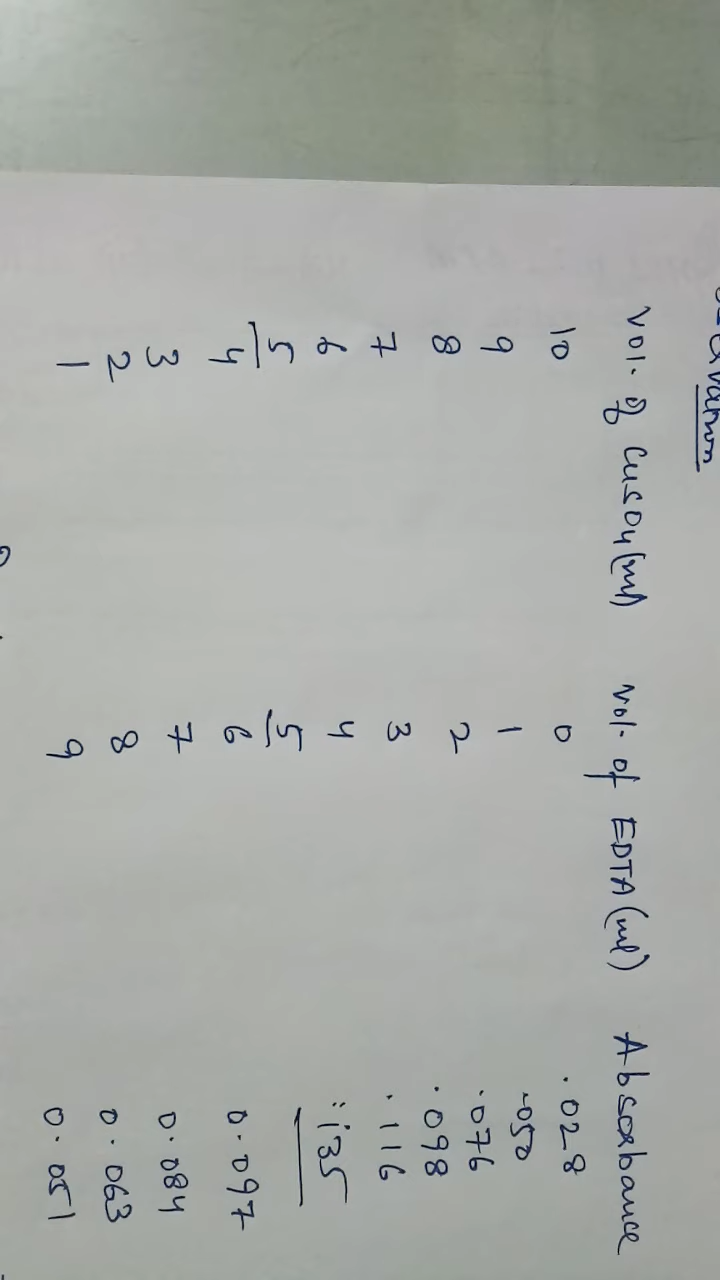 Vol. of CuSO4 (ml) Vol. of EDTA (ml) Absorbance
10 0 .028
9 1 .050
8 2 .076
7 3 .098
6 4 .116
5 5 .135
4 6 0.097
3 7 0.084
2 8 0.063
1 9 0.051